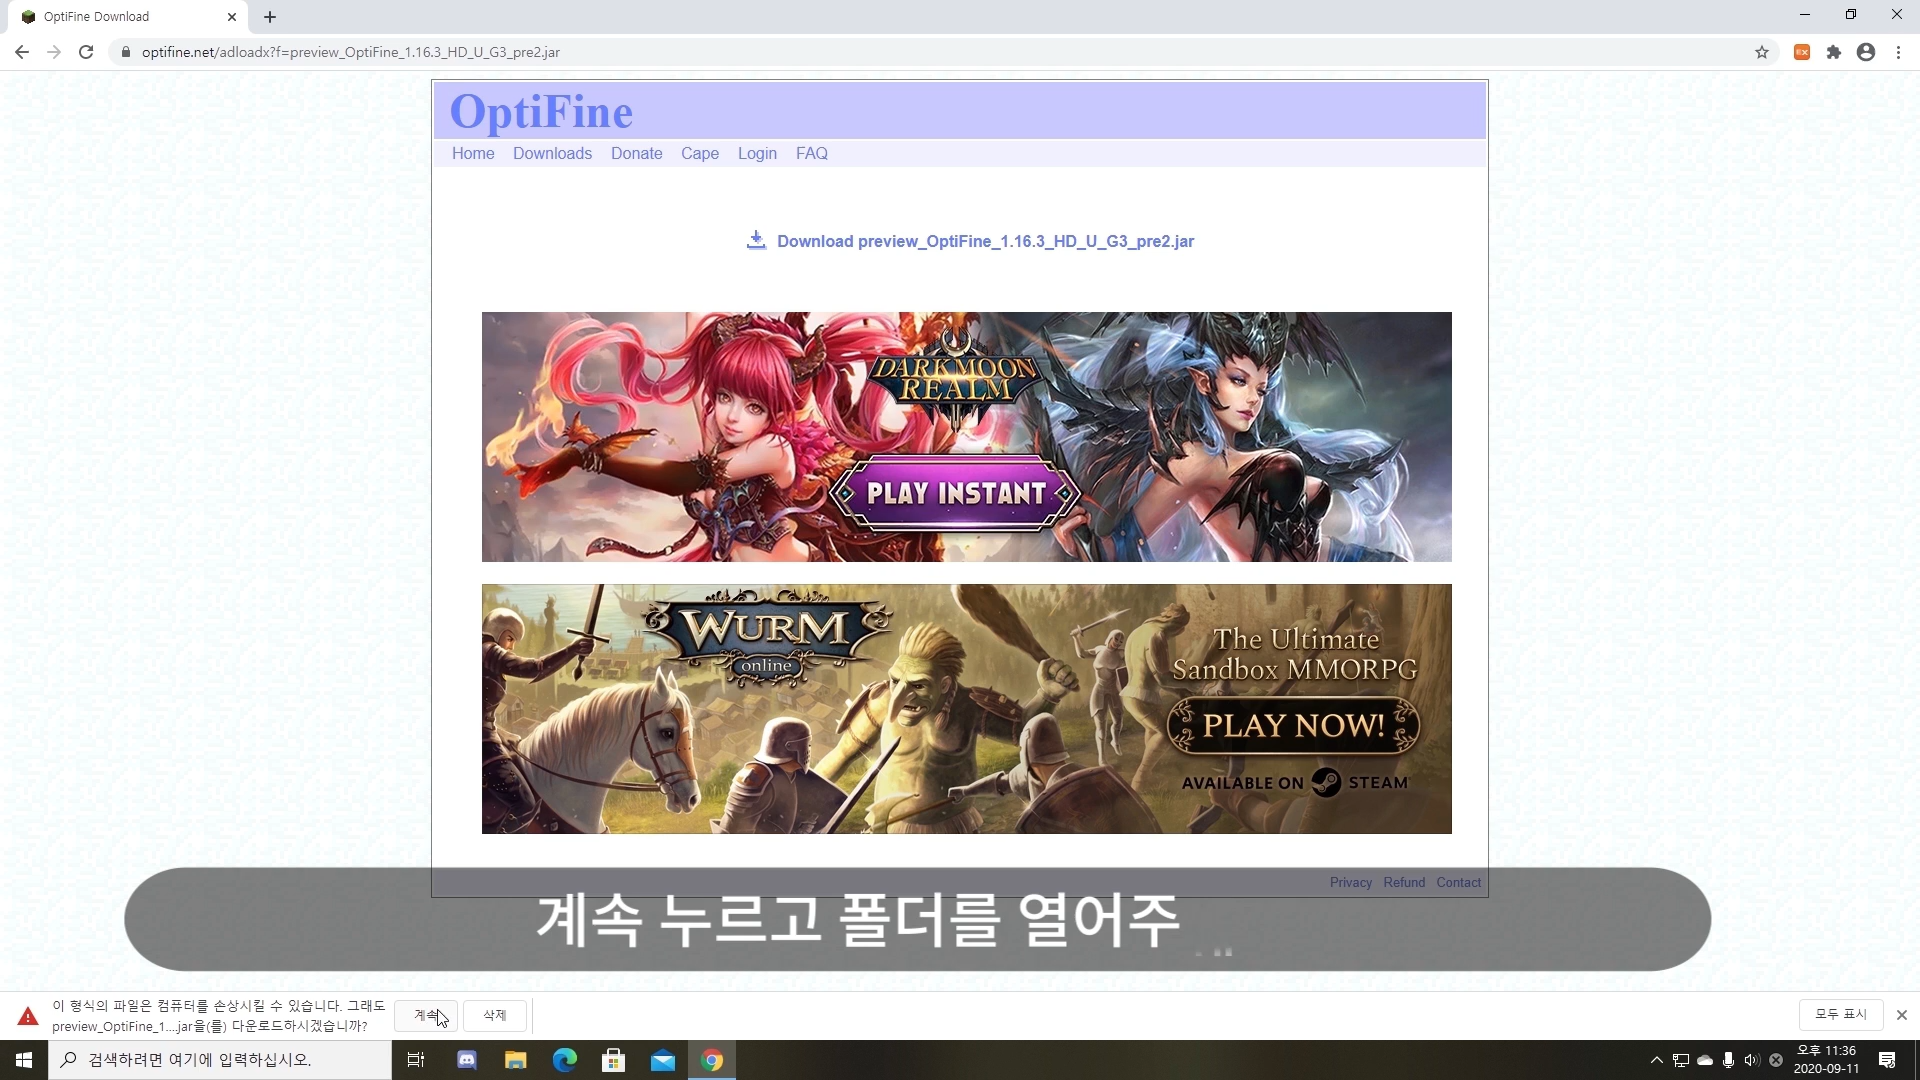 OptiFine Download
optifine.net/adloadx?f=preview_OptiFine_1.16.3_HD_U_G3_pre2.jar
OptiFine
Home Downloads Donate Cape Login FAQ
Download preview_OptiFine_1.16.3_HD_U_G3_pre2.jar
DARKMOON
REALM
PLAY INSTANT
WURM
online
The Ultimate
Sandbox MMORPG
PLAY NOW!
AVAILABLE ON STEAM
Privacy Refund Contact
계속 누르고 폴더를 열어주
이 형식의 파일은 컴퓨터를 손상시킬 수 있습니다. 그래도
preview_OptiFine_1....jar을(를) 다운로드하시겠습니까?
계속 삭제
모두 표시
검색하려면 여기에 입력하십시오.
오후 11:36
2020-09-11